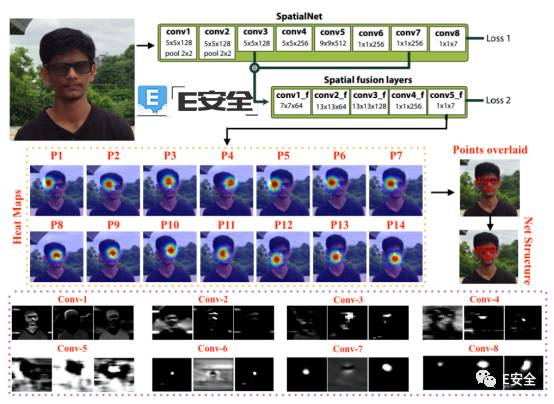 SpatialNet
conv1 conv2 conv3 conv4 conv5 conv6 conv7 conv8
5x5x128 5x5x128 5x5x128 5x5x256 9x9x512 1x1x256 1x1x256 1x1x7
pool 2x2 pool 2x2
Loss 1
Spatial fusion layers
conv1_f conv2_f conv3_f conv4_f conv5_f
7x7x64 13x13x64 13x13x128 1x1x256 1x1x7
Loss 2
E安全
Heat Maps
P1 P2 P3 P4 P5 P6 P7
P8 P9 P10 P11 P12 P13 P14
Points overlaid
Net Structure
Conv-1 Conv-2 Conv-3 Conv-4
Conv-5 Conv-6 Conv-7 Conv-8
E安全